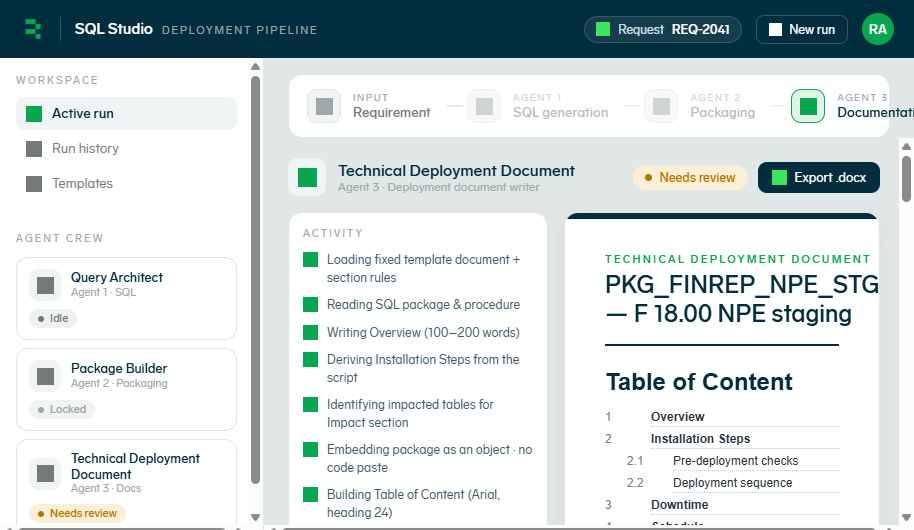 SQL Studio DEPLOYMENT PIPELINE
Request REQ-2041
New run
RA
WORKSPACE
Active run
Run history
Templates
AGENT CREW
Query Architect
Agent 1 · SQL
Idle
Package Builder
Agent 2 · Packaging
Locked
Technical Deployment
Document
Agent 3 · Docs
Needs review
INPUT
Requirement
AGENT 1
SQL generation
AGENT 2
Packaging
AGENT 3
Documentati
Technical Deployment Document
Agent 3 · Deployment document writer
Needs review
Export .docx
ACTIVITY
Loading fixed template document +
section rules
Reading SQL package & procedure
Writing Overview (100–200 words)
Deriving Installation Steps from the
script
Identifying impacted tables for
Impact section
Embedding package as an object · no
code paste
Building Table of Content (Arial,
heading 24)
TECHNICAL DEPLOYMENT DOCUMENT
PKG_FINREP_NPE_STG
— F 18.00 NPE staging
Table of Content
1 Overview
2 Installation Steps
2.1 Pre-deployment checks
2.2 Deployment sequence
3 Downtime
4 Schedule